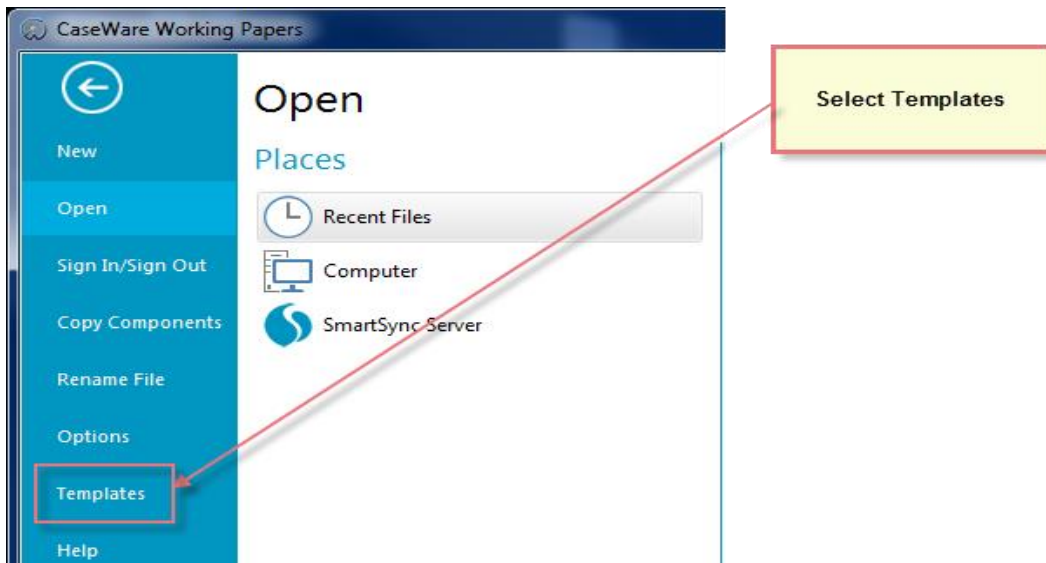 CaseWare Working Papers
Open
Select Templates
New
Places
Open
Recent Files
Sign In/Sign Out
Computer
Copy Components
SmartSync Server
Rename File
Options
Templates
Help